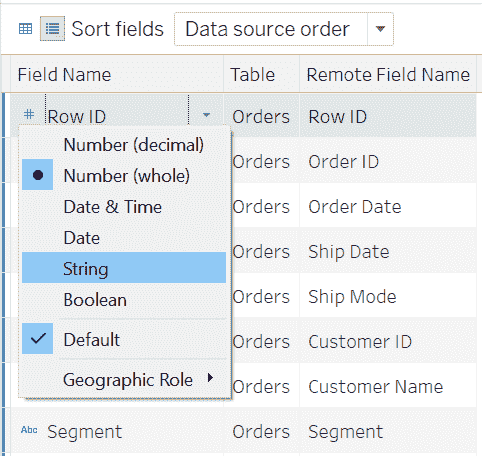 Sort fields Data source order
Field Name Table Remote Field Name
# Row ID Orders Row ID
Number (decimal)
Number (whole)
Date & Time
Date
String
Boolean
Default
Geographic Role
Orders Order ID
Orders Order Date
Orders Ship Date
Orders Ship Mode
Orders Customer ID
Orders Customer Name
Abc Segment Orders Segment